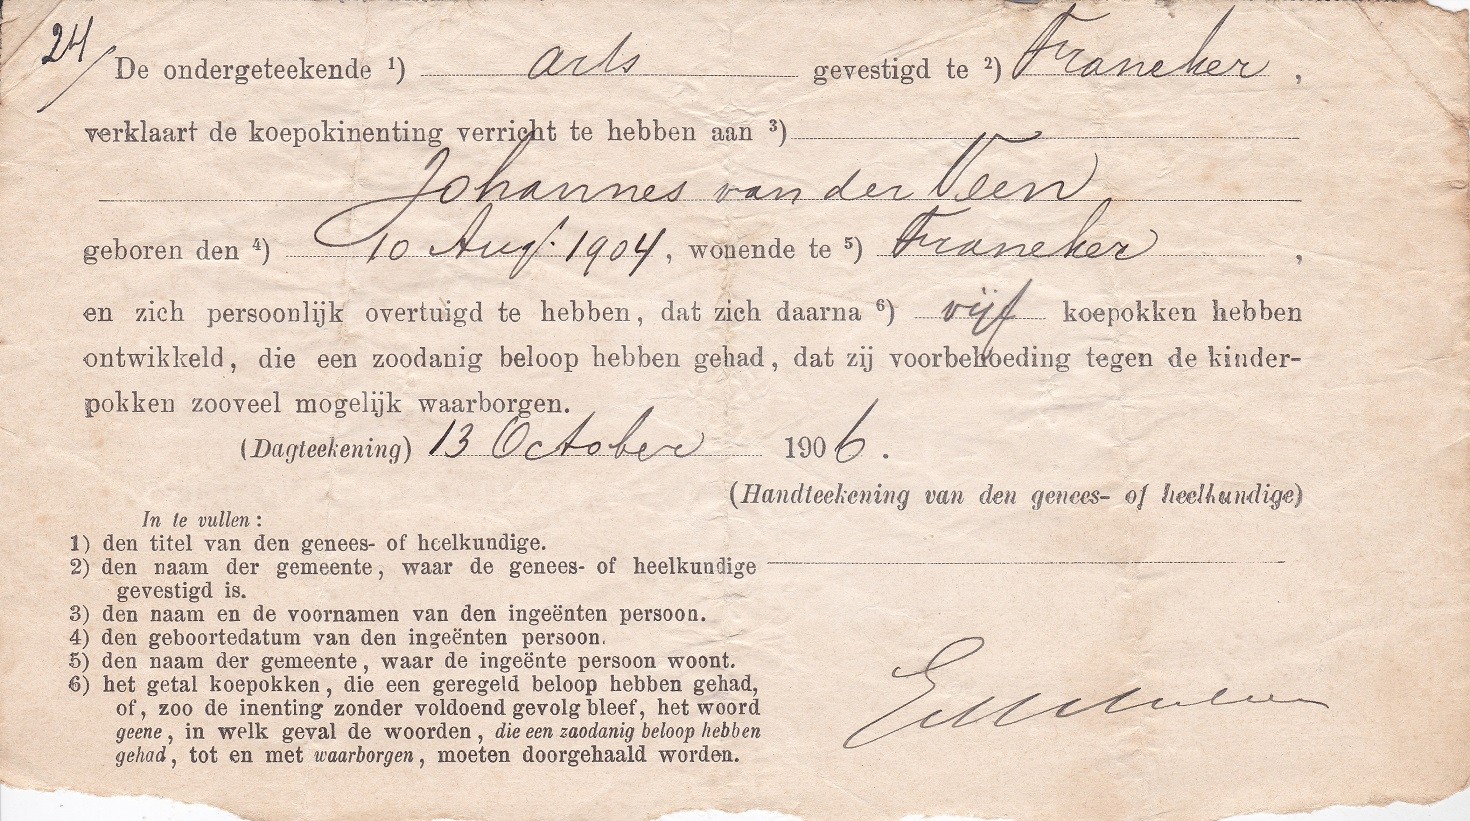 24
De ondergeteekende 1) arts gevestigd te 2) Franeker,
verklaart de koepokinenting verricht te hebben aan 3)
Johannes van der Veen
geboren den 4) 10 Aug. 1904, wonende te 5) Franeker,
en zich persoonlijk overtuigd te hebben, dat zich daarna 6) vijf koepokken hebben
ontwikkeld, die een zoodanig beloop hebben gehad, dat zij voorbehoeding tegen de kinder-
pokken zooveel mogelijk waarborgen.
(Dagteekening) 13 October 1906.
(Handteekening van den genees- of heelkundige)
In te vullen:
1) den titel van den genees- of heelkundige.
2) den naam der gemeente, waar de genees- of heelkundige
gevestigd is.
3) den naam en de voornamen van den ingeënten persoon.
4) den geboortedatum van den ingeënten persoon.
5) den naam der gemeente, waar de ingeënte persoon woont.
6) het getal koepokken, die een geregeld beloop hebben gehad,
of, zoo de inenting zonder voldoend gevolg bleef, het woord
geene, in welk geval de woorden, die een zaodanig beloop hebben
gehad, tot en met waarborgen, moeten doorgehaald worden.